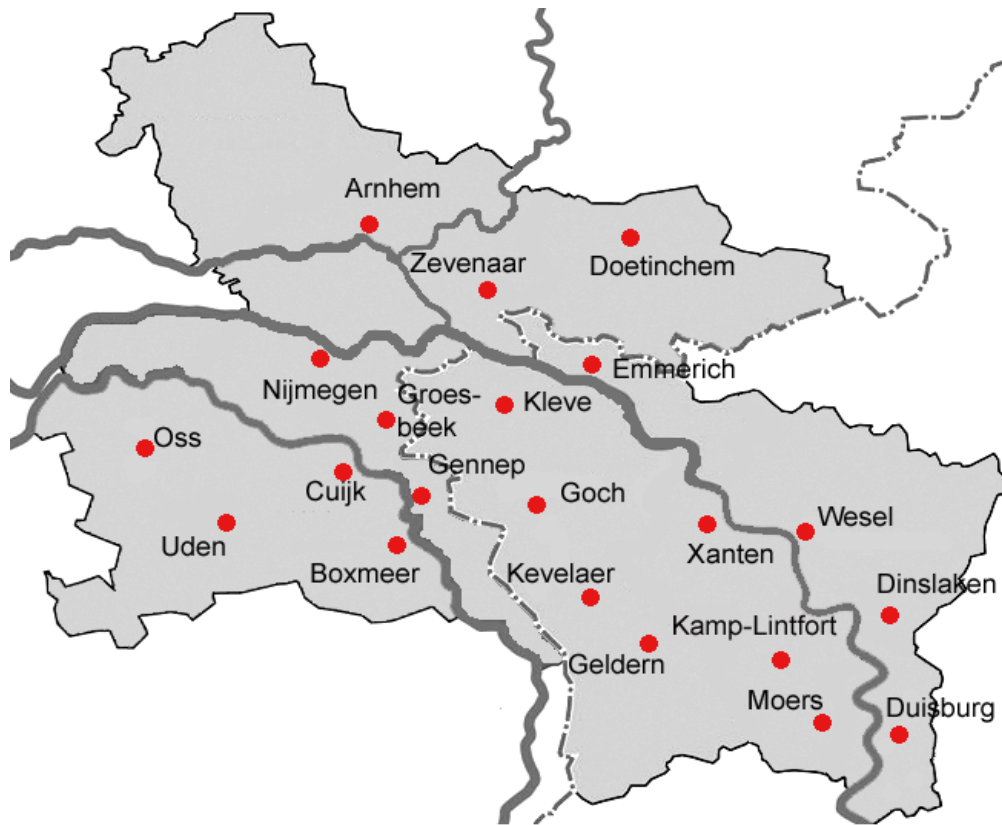 Arnhem
Zevenaar
Doetinchem
Emmerich
Nijmegen
Groes-
beek
Kleve
Oss
Gennep
Cuijk
Goch
Wesel
Uden
Xanten
Boxmeer
Kevelaer
Dinslaken
Kamp-Lintfort
Geldern
Moers
Duisburg